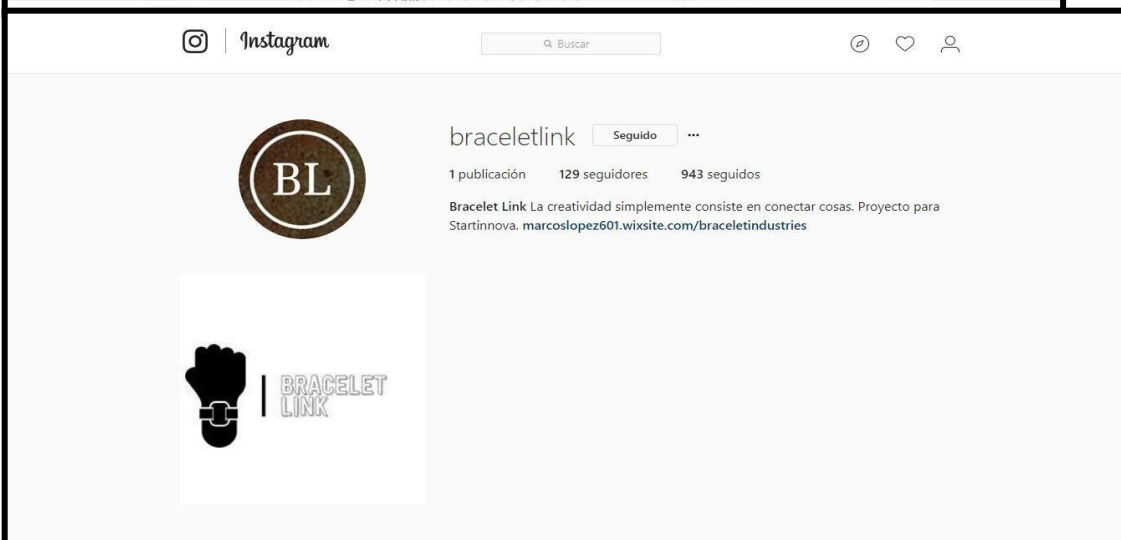 Instagram
Buscar
braceletlink Seguido ...
1 publicación 129 seguidores 943 seguidos
Bracelet Link La creatividad simplemente consiste en conectar cosas. Proyecto para
Startinnova. marcoslopez601.wixsite.com/braceletindustries
BL
BRACELET
LINK